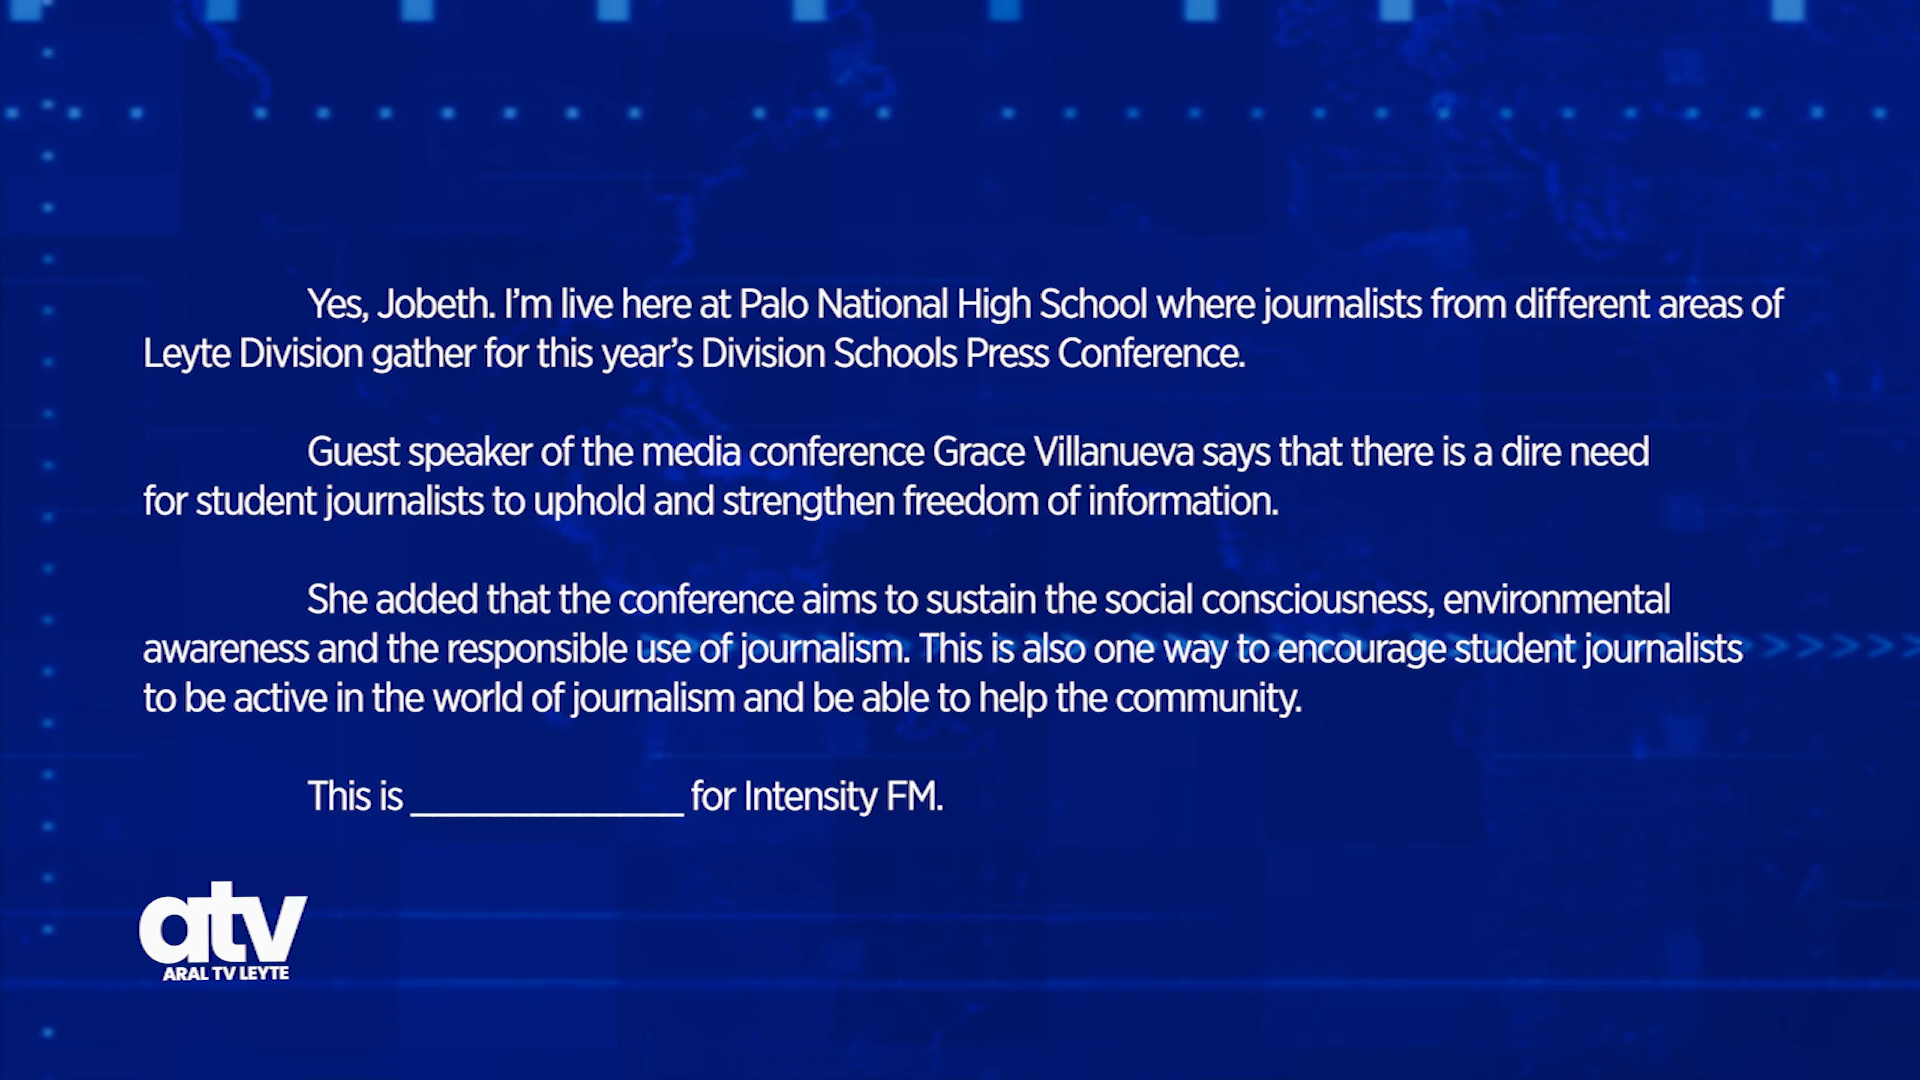 Yes, Jobeth. I'm live here at Palo National High School where journalists from different areas of
Leyte Division gather for this year's Division Schools Press Conference.
Guest speaker of the media conference Grace Villanueva says that there is a dire need
for student journalists to uphold and strengthen freedom of information.
She added that the conference aims to sustain the social consciousness, environmental
awareness and the responsible use of journalism. This is also one way to encourage student journalists
to be active in the world of journalism and be able to help the community.
This is _____________ for Intensity FM.
atv
ARAL TV LEYTE